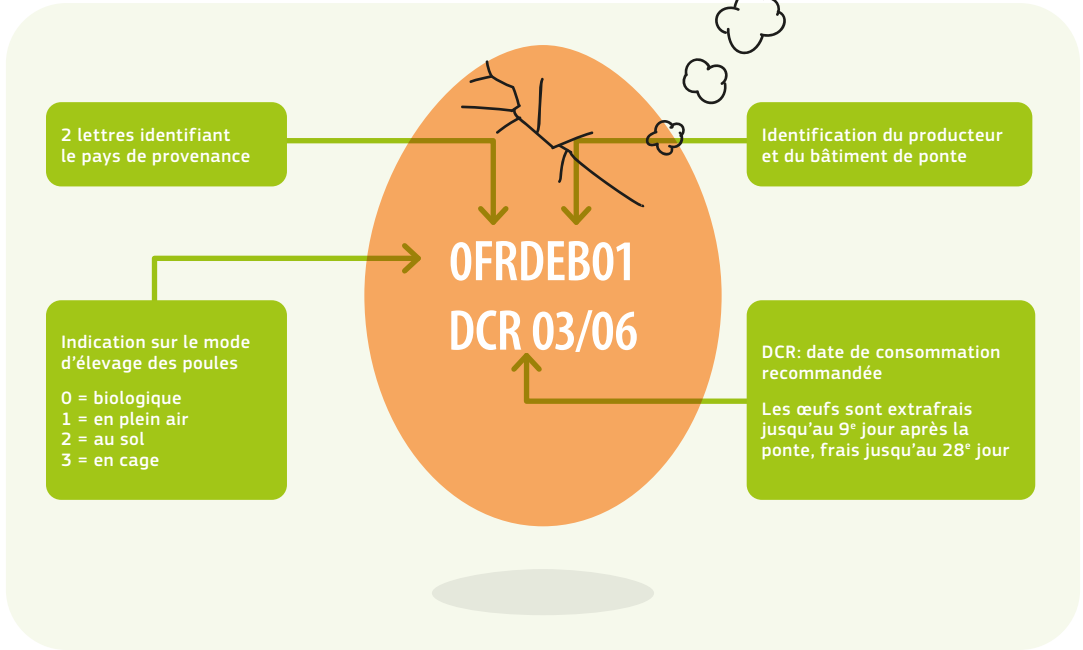 2 lettres identifiant
le pays de provenance
Identification du producteur
et du bâtiment de ponte
0FRDEB01
DCR 03/06
Indication sur le mode
d'élevage des poules
0 = biologique
1 = en plein air
2 = au sol
3 = en cage
DCR: date de consommation
recommandée
Les œufs sont extrafrais
jusqu'au 9ᵉ jour après la
ponte, frais jusqu'au 28ᵉ jour